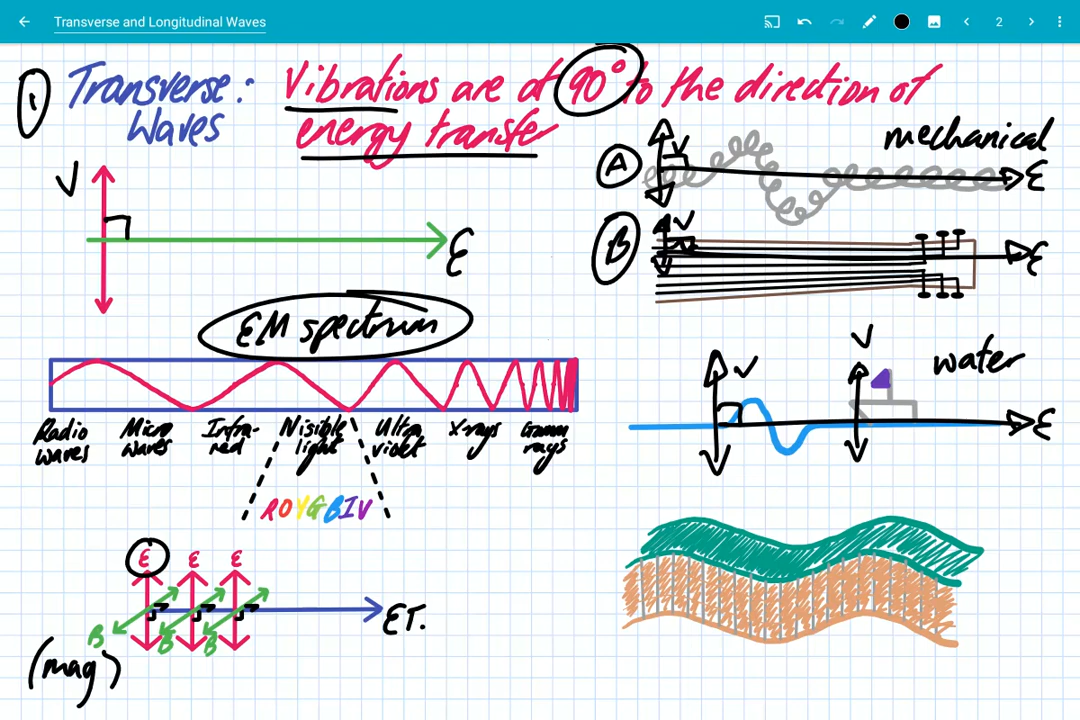 Transverse and Longitudinal Waves
2
1 Transverse: Vibrations are at 90° to the direction of
Waves energy transfer
V
E
mechanical
A V E
B V E
EM spectrum
Radio waves
Micro waves
Infra-red
Visible light
Ultra violet
X-rays
Gamm rays
ROYGBIV
V V water
E
E E E
ET.
B B B
(mag)